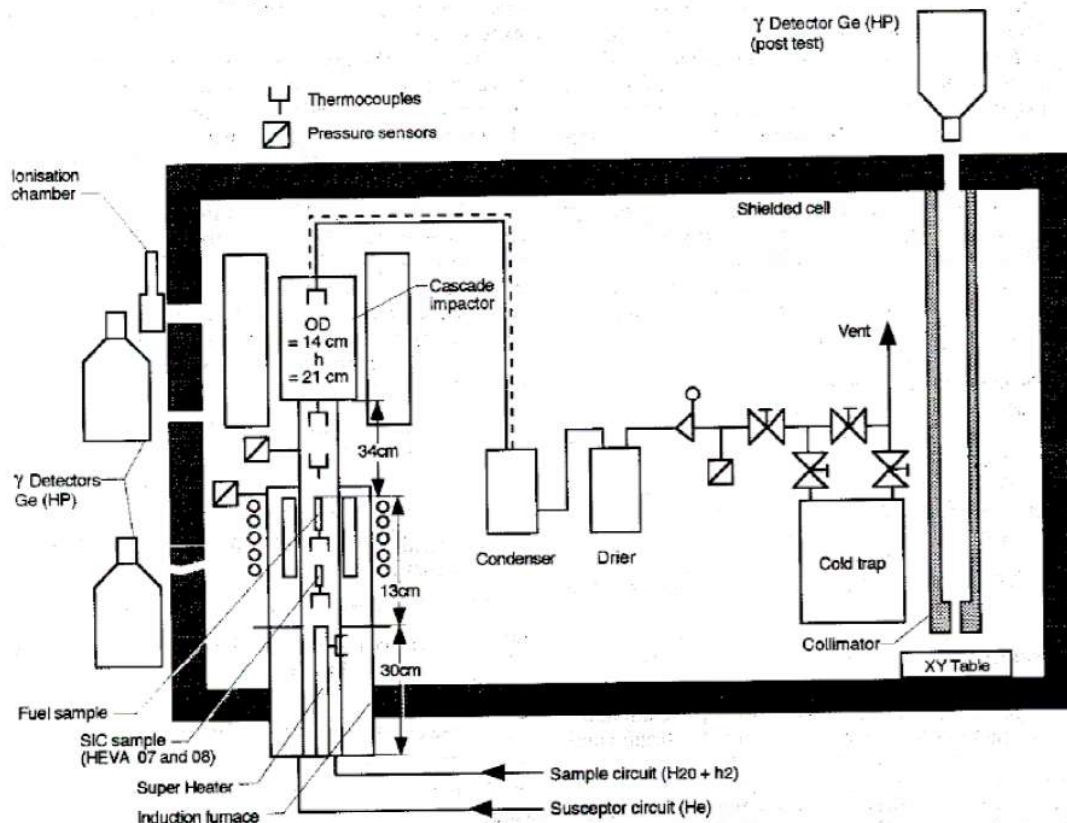 γ Detector Ge (HP)
(post test)
Thermocouples
Pressure sensors
Ionisation
chamber
Shielded cell
Cascade
impactor
OD
= 14 cm
h
= 21 cm
Vent
34cm
γ Detectors
Ge (HP)
Condenser
Drier
Cold trap
13cm
Collimator
30cm
XY Table
Fuel sample
SIC sample
(HEVA 07 and 08)
Sample circuit (H20 + h2)
Super Heater
Susceptor circuit (He)
Induction furnace